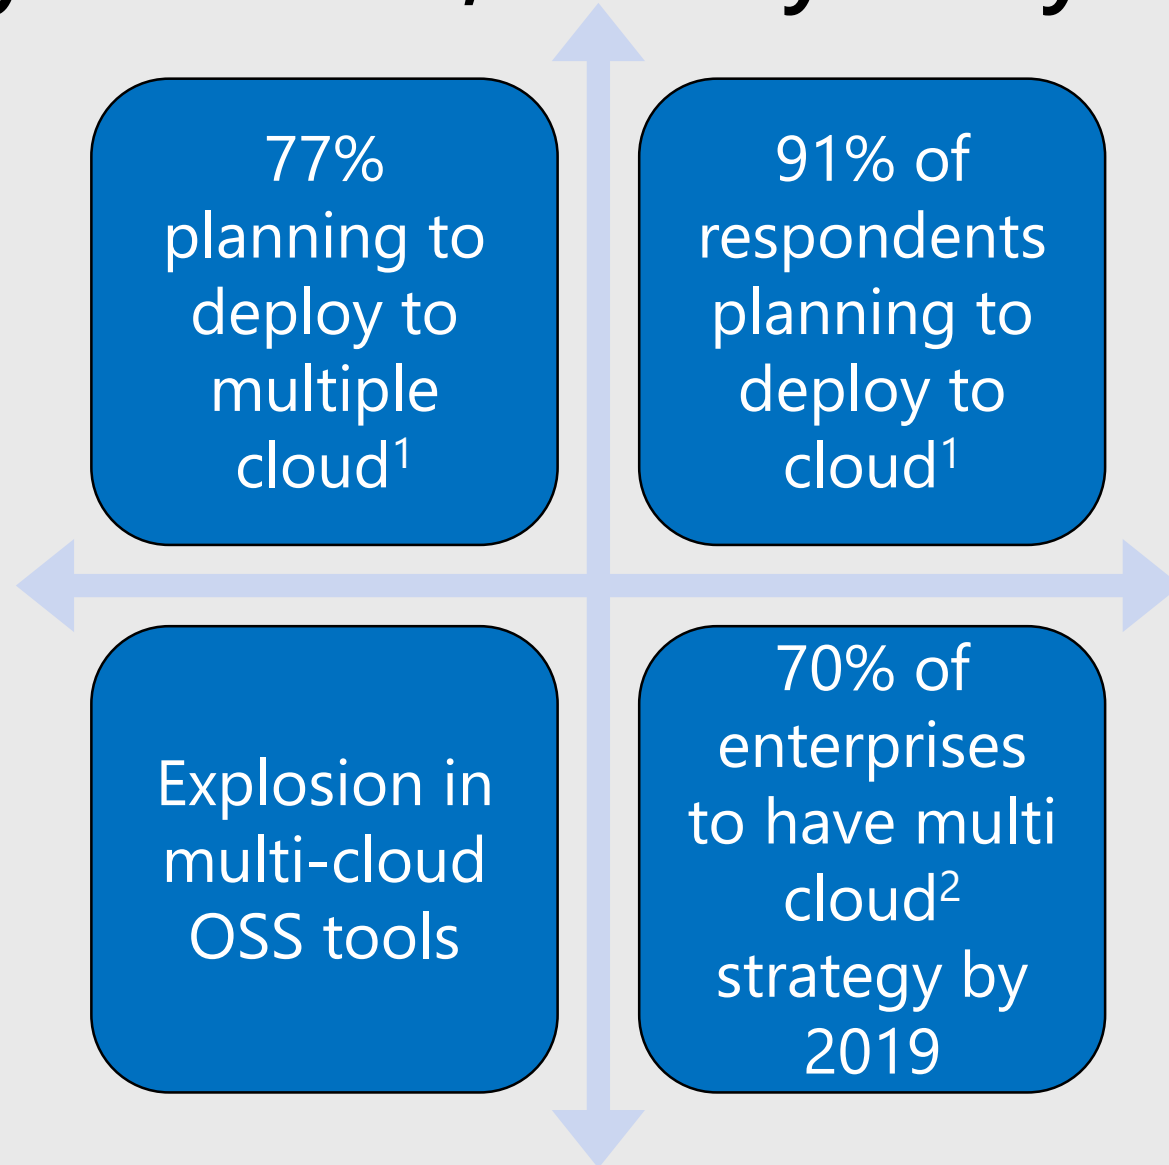 77%
planning to
deploy to
multiple
cloud¹
91% of
respondents
planning to
deploy to
cloud¹
Explosion in
multi-cloud
OSS tools
70% of
enterprises
to have multi
cloud²
strategy by
2019